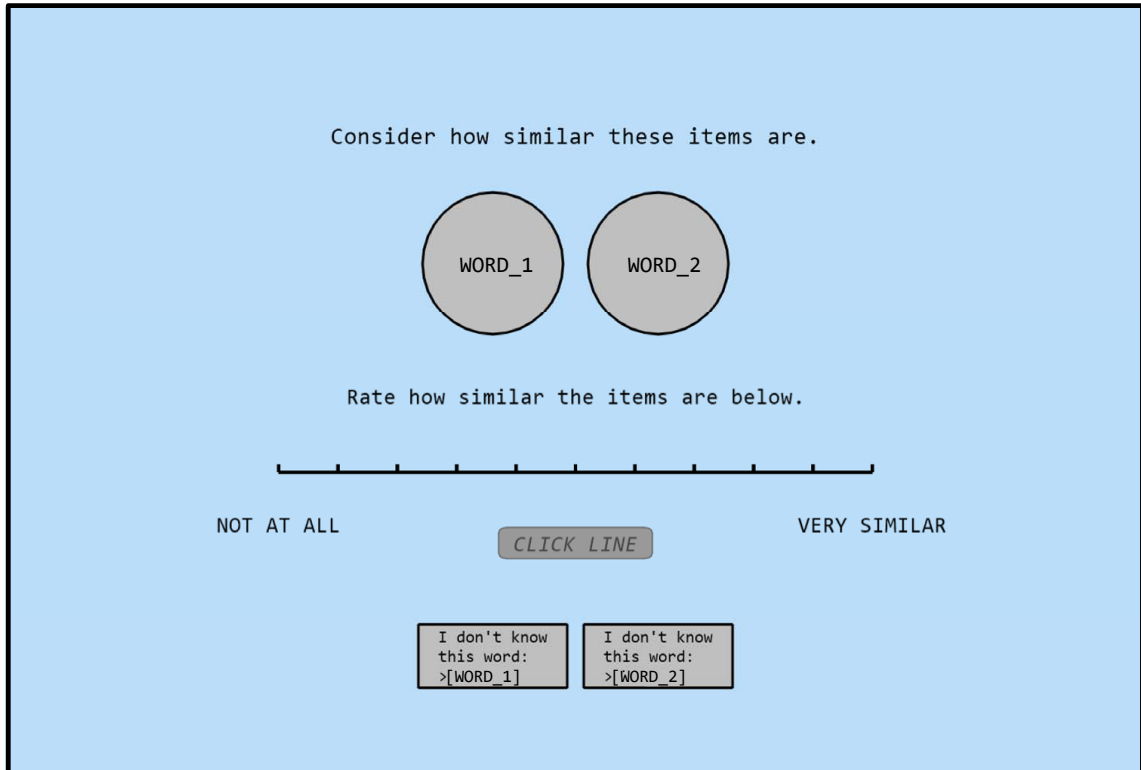 Consider how similar these items are.
WORD_1 WORD_2
Rate how similar the items are below.
NOT AT ALL VERY SIMILAR
CLICK LINE
I don't know
this word:
>[WORD_1]
I don't know
this word:
>[WORD_2]